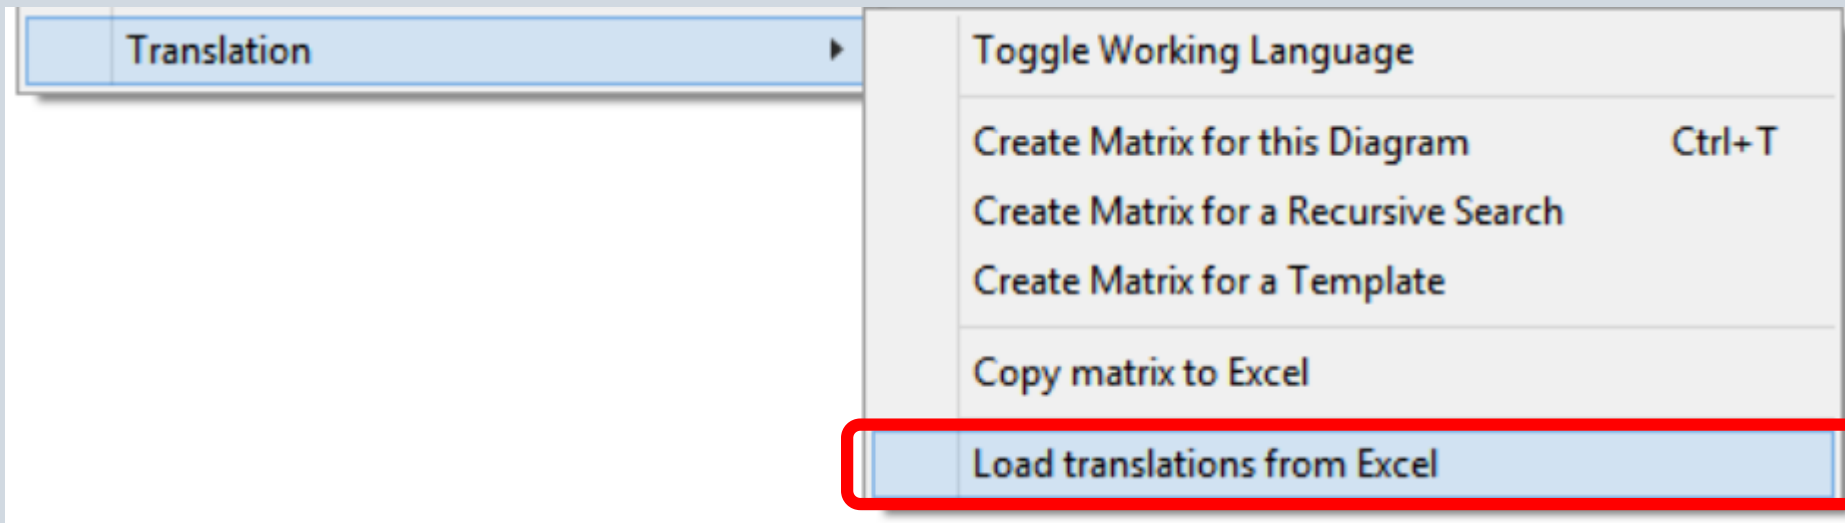 Translation
Toggle Working Language
Create Matrix for this Diagram Ctrl+T
Create Matrix for a Recursive Search
Create Matrix for a Template
Copy matrix to Excel
Load translations from Excel